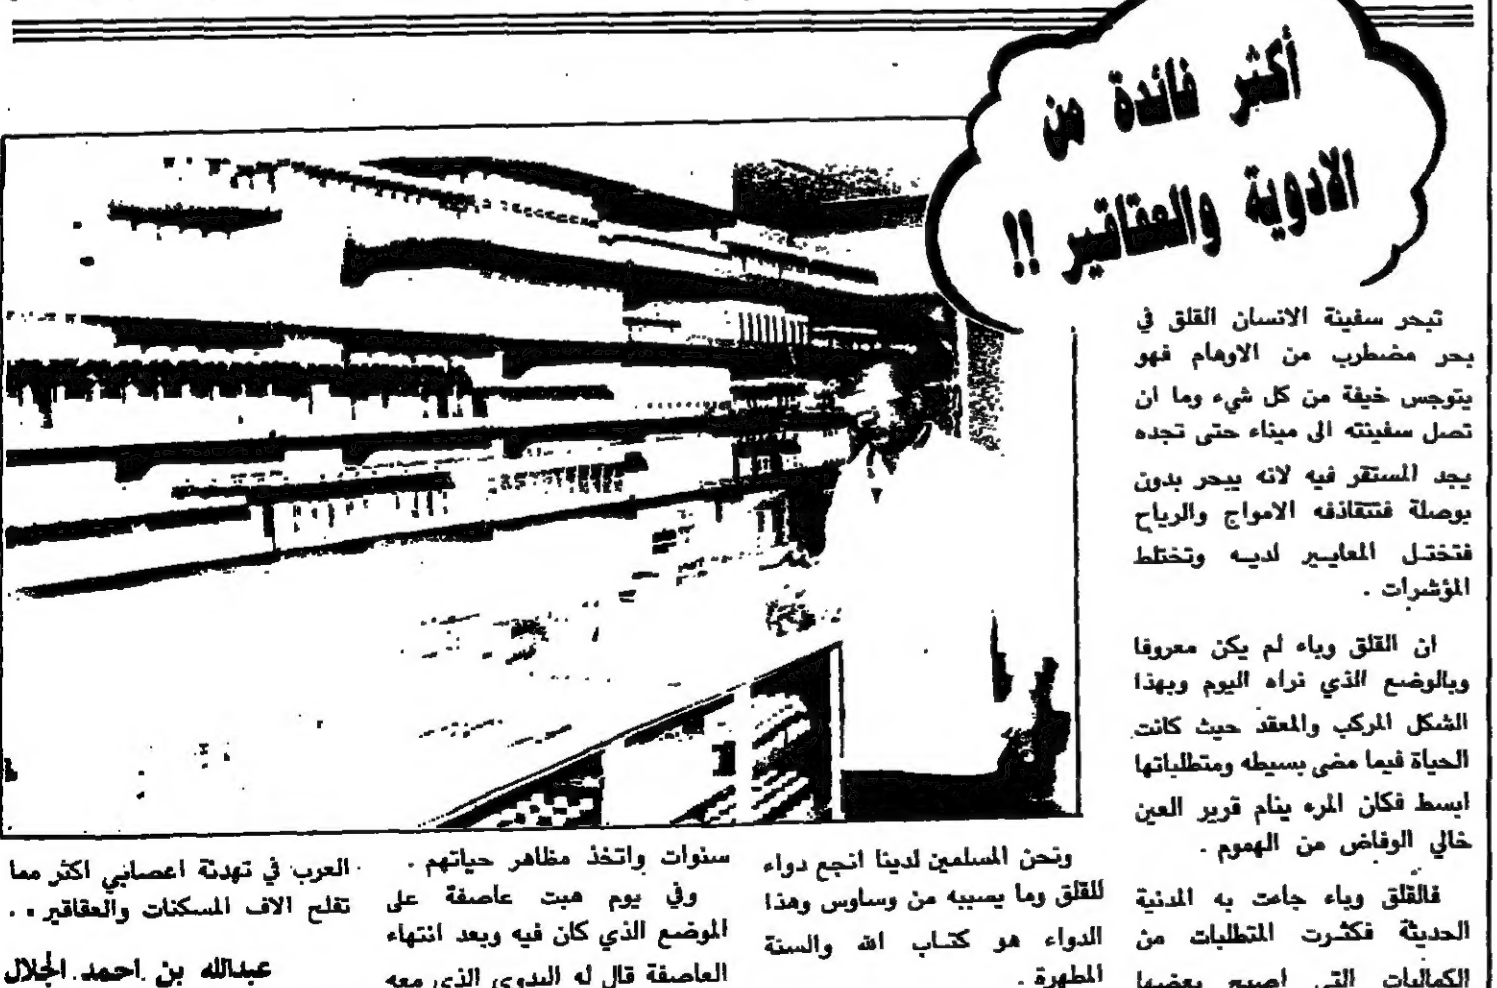 أكثر فائدة من
الادوية والعقاقير !!
تبحر سفينة الانسان القلق في
بحر مضطرب من الاوهام فهو
يتوجس خيفة من كل شيء وما ان
تصل سفينته الى ميناء حتى تجده
يجد المستقر فيه لانه يبحر بدون
بوصلة فتتقاذفه الامواج والرياح
فتختل المعايير لديه وتختلط
المؤشرات .
ان القلق وباء لم يكن معروفا
وبالوضع الذي نراه اليوم وبهذا
الشكل المركب والمعقد حيث كانت
الحياة فيما مضى بسيطه ومتطلباتها
ابسط فكان المرء ينام قرير العين
خالي الوفاض من الهموم .
فالقلق وباء جاءت به المدنية
الحديثة فكثرت المتطلبات من
الكماليات التي اصبح بعضها
ونحن المسلمين لدينا انجع دواء
للقلق وما يسببه من وساوس وهذا
الدواء هو كتاب الله والسنة
المطهرة .
سنوات واتخذ مظاهر حياتهم .
وفي يوم هبت عاصفة على
الموضع الذي كان فيه وبعد انتهاء
العاصفة قال له البدوي الذي معه
العرب في تهدئة اعصابي اكثر مما
تفلح الاف المسكنات والعقاقير » .
عبدالله بن احمد الجلال